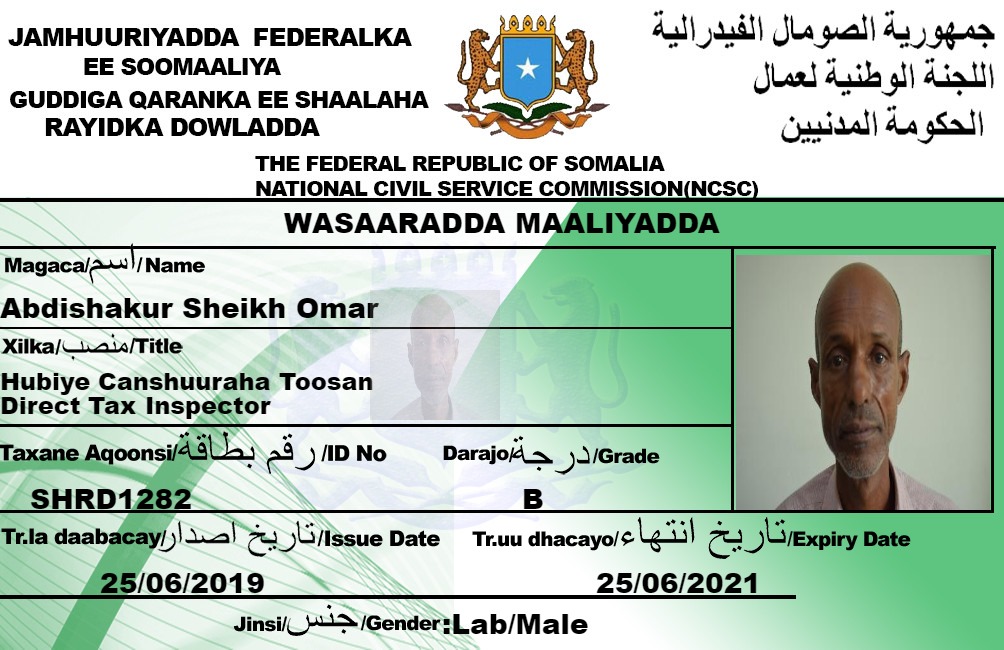 JAMHUURIYADDA FEDERALKA
EE SOOMAALIYA
GUDDIGA QARANKA EE SHAALAHA
RAYIDKA DOWLADDA
جمهورية الصومال الفيدرالية
اللجنة الوطنية لعمال
الحكومة المدنيين
THE FEDERAL REPUBLIC OF SOMALIA
NATIONAL CIVIL SERVICE COMMISSION(NCSC)
WASAARADDA MAALIYADDA
Magaca/اسم/Name
Abdishakur Sheikh Omar
Xilka/منصب/Title
Hubiye Canshuuraha Toosan
Direct Tax Inspector
Taxane Aqoonsi/رقم بطاقة/ID No
Darajo/درجة/Grade
SHRD1282
B
Tr.la daabacay/تاريخ اصدار/Issue Date
Tr.uu dhacayo/تاريخ انتهاء/Expiry Date
25/06/2019
25/06/2021
Jinsi/جنس/Gender:Lab/Male